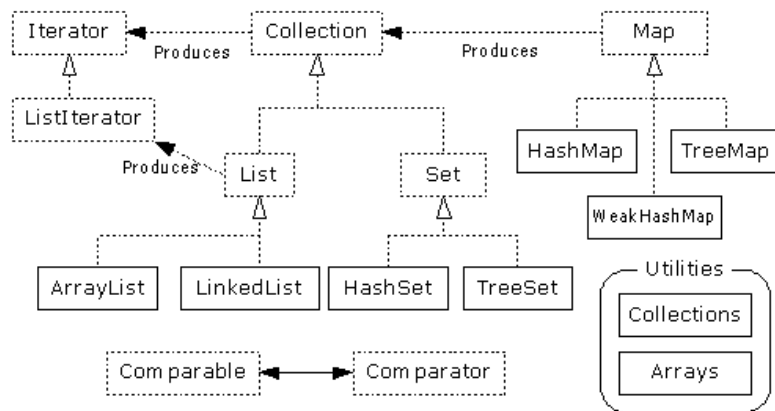 Iterator
Collection
Map
Produces
Produces
ListIterator
Produces
List
Set
HashMap
TreeMap
WeakHashMap
ArrayList
LinkedList
HashSet
TreeSet
Utilities
Collections
Arrays
Comparable
Comparator